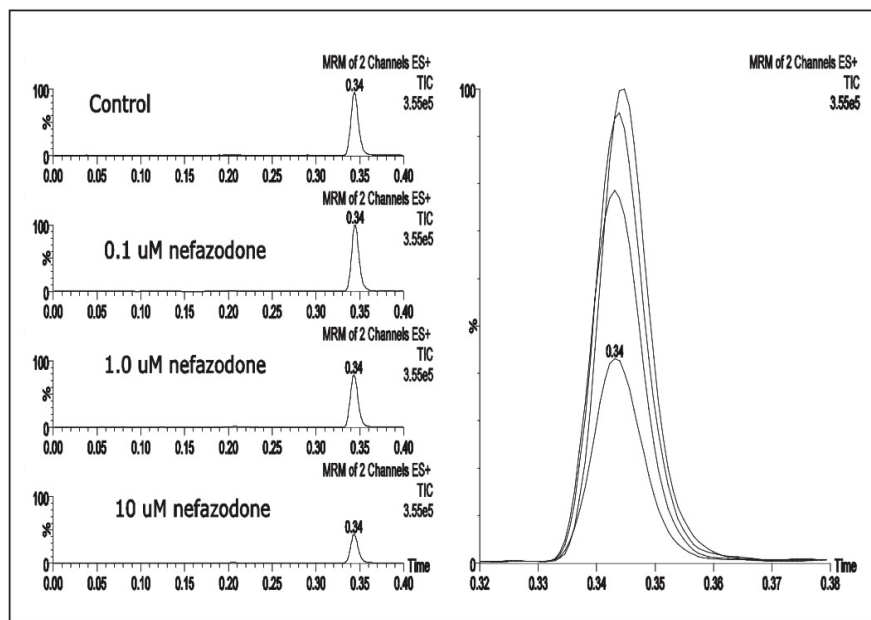 MRM of 2 Channels ES+
TIC
3.55e5
0.34
100
%
0
Control
0.00 0.05 0.10 0.15 0.20 0.25 0.30 0.35 0.40
MRM of 2 Channels ES+
TIC
3.55e5
0.34
100
%
0
0.1 uM nefazodone
0.00 0.05 0.10 0.15 0.20 0.25 0.30 0.35 0.40
MRM of 2 Channels ES+
TIC
3.55e5
0.34
100
%
0
1.0 uM nefazodone
0.00 0.05 0.10 0.15 0.20 0.25 0.30 0.35 0.40
MRM of 2 Channels ES+
TIC
3.55e5
0.34
100
%
0
10 uM nefazodone
Time
0.00 0.05 0.10 0.15 0.20 0.25 0.30 0.35 0.40
MRM of 2 Channels ES+
TIC
3.55e5
100
%
0.34
0
Time
0.32 0.33 0.34 0.35 0.36 0.37 0.38